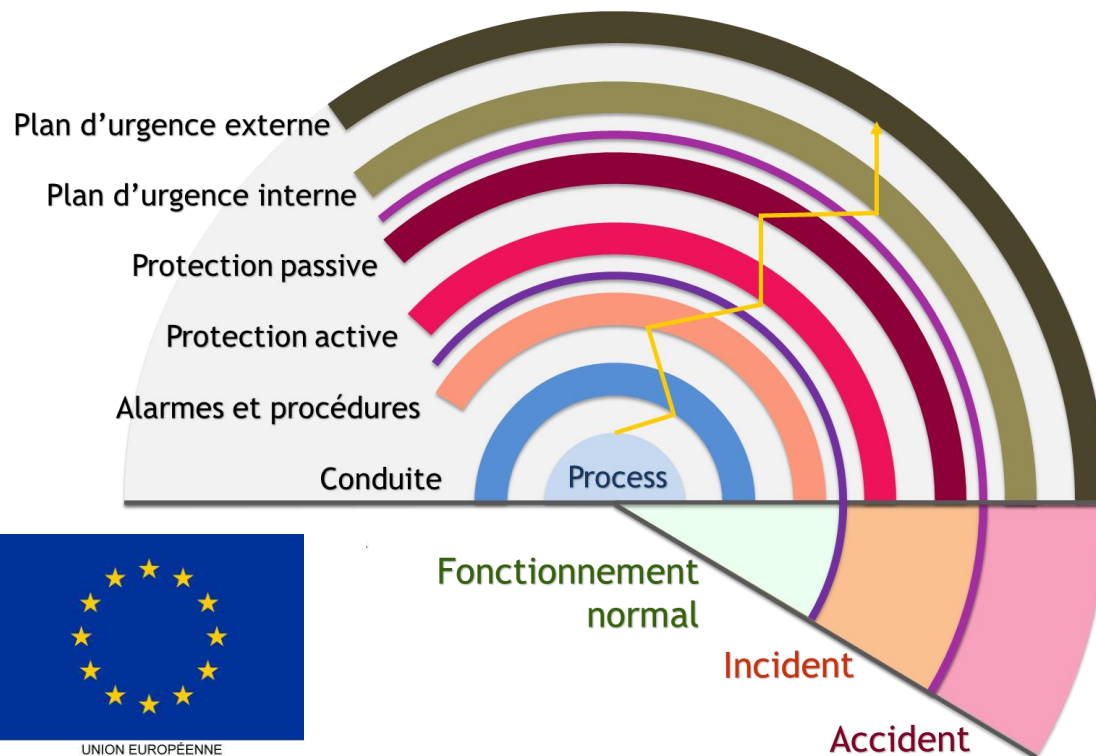 Plan d’urgence externe
Plan d’urgence interne
Protection passive
Protection active
Alarmes et procédures
Conduite
Process
Fonctionnement
normal
Incident
Accident
UNION EUROPÉENNE